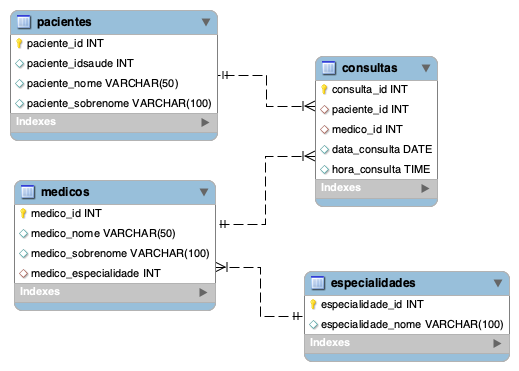 pacientes
paciente_id INT
paciente_idsaude INT
paciente_nome VARCHAR(50)
paciente_sobrenome VARCHAR(100)
Indexes
consultas
consulta_id INT
paciente_id INT
medico_id INT
data_consulta DATE
hora_consulta TIME
Indexes
medicos
medico_id INT
medico_nome VARCHAR(50)
medico_sobrenome VARCHAR(100)
medico_especialidade INT
Indexes
especialidades
especialidade_id INT
especialidade_nome VARCHAR(100)
Indexes